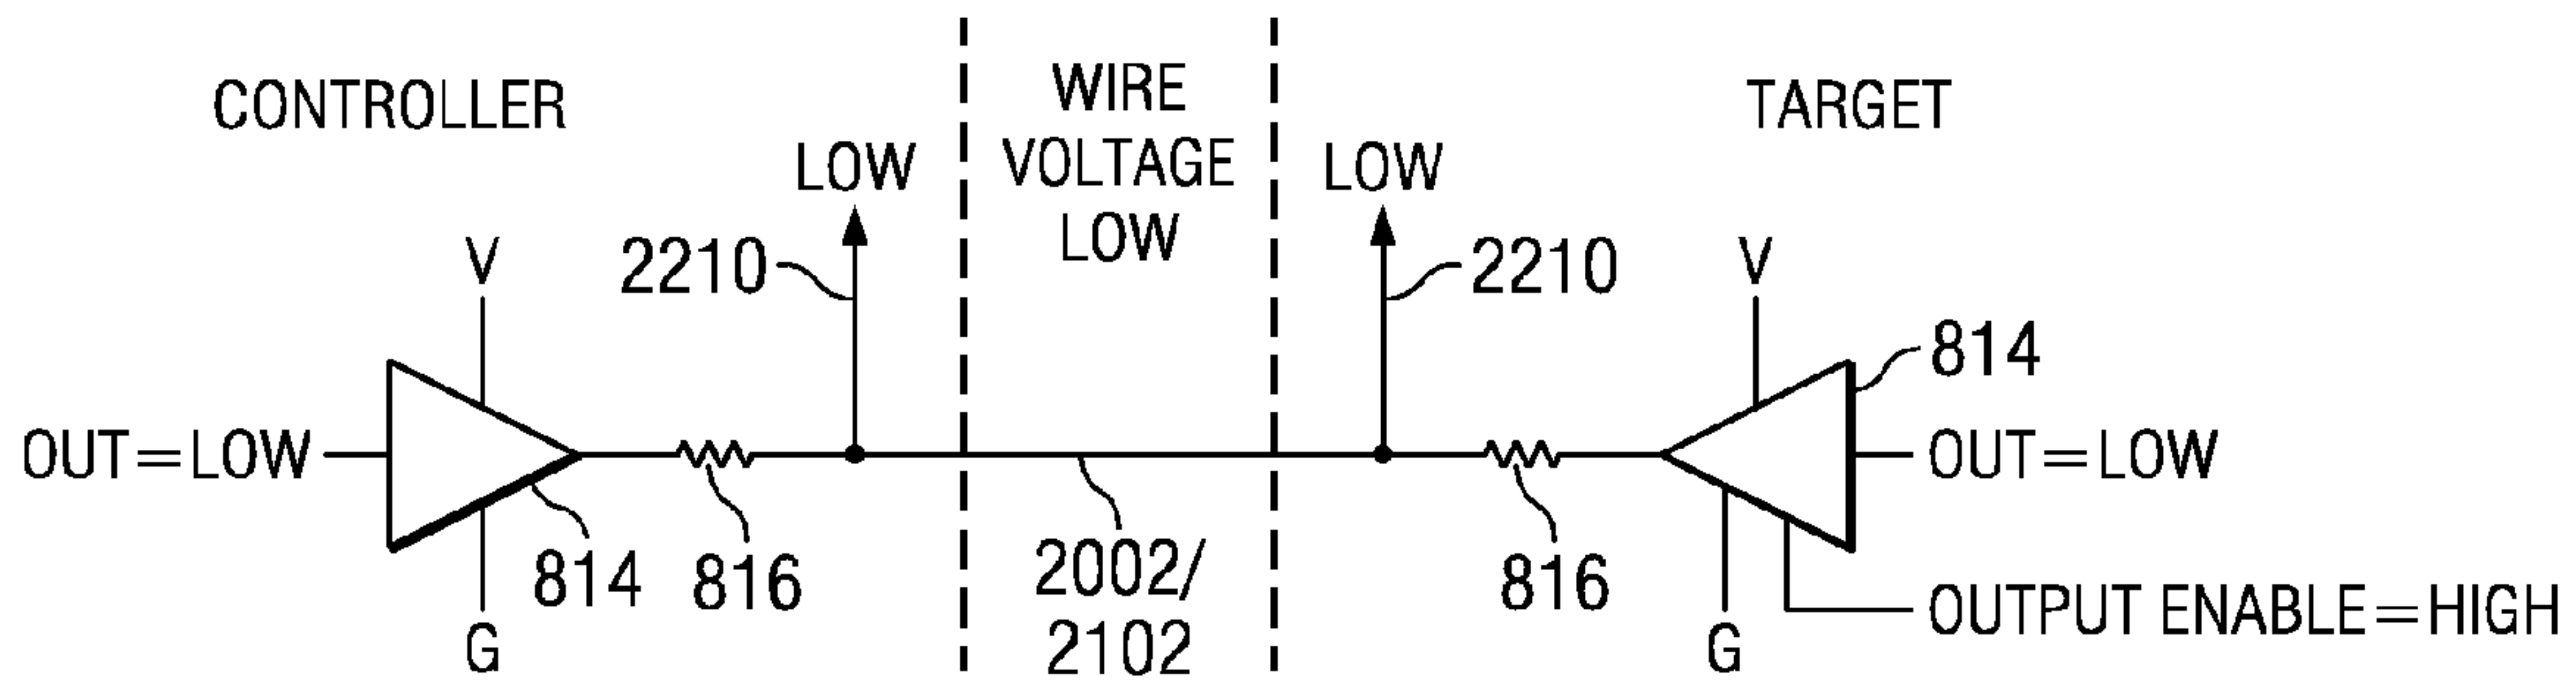 CONTROLLER
WIRE
VOLTAGE
LOW
TARGET
LOW
LOW
V
2210
2210
V
814
OUT=LOW
OUT=LOW
814
816
2002/
2102
816
OUTPUT ENABLE=HIGH
G
G